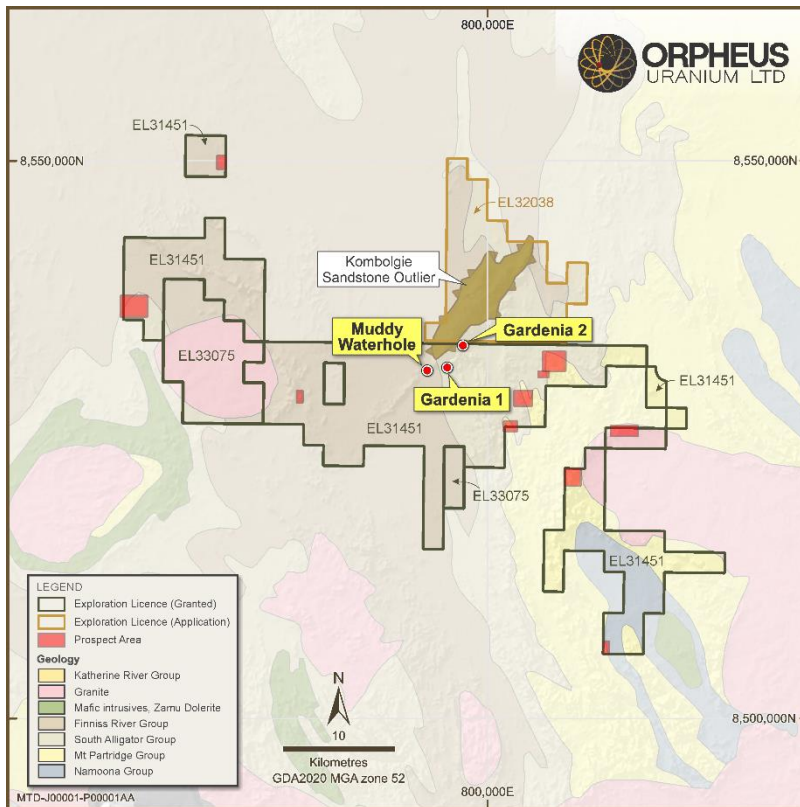 800,000E
ORPHEUS
URANIUM LTD
EL31451
8,550,000N
8,550,000N
EL32038
EL31451
Kombolgie
Sandstone Outlier
Muddy
Waterhole
Gardenia 2
EL33075
EL31451
Gardenia 1
EL31451
EL33075
EL31451
LEGEND
Exploration Licence (Granted)
Exploration Licence (Application)
Prospect Area
Geology
Katherine River Group
Granite
Mafic intrusives, Zamu Dolerite
Finniss River Group
South Alligator Group
Mt Partridge Group
Namoona Group
N
10
Kilometres
GDA2020 MGA zone 52
8,500,000N
800,000E
MTD-J00001-P00001AA